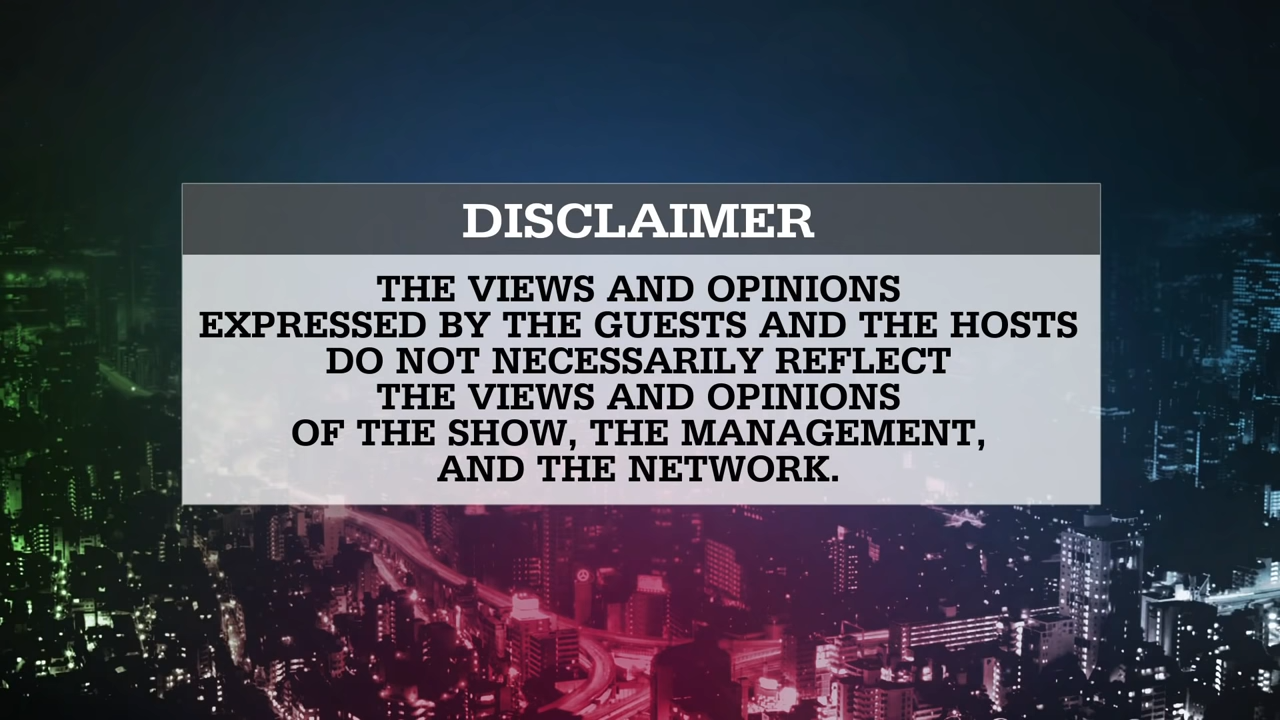 DISCLAIMER
THE VIEWS AND OPINIONS
EXPRESSED BY THE GUESTS AND THE HOSTS
DO NOT NECESSARILY REFLECT
THE VIEWS AND OPINIONS
OF THE SHOW, THE MANAGEMENT,
AND THE NETWORK.